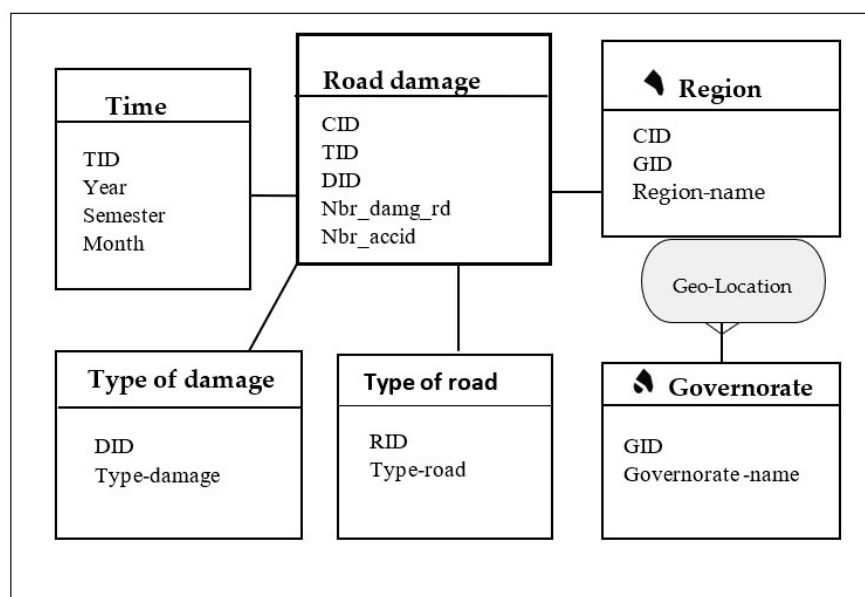 Time
TID
Year
Semester
Month
Road damage
CID
TID
DID
Nbr_damg_rd
Nbr_accid
Region
CID
GID
Region-name
Geo-Location
Type of damage
DID
Type-damage
Type of road
RID
Type-road
Governorate
GID
Governorate-name